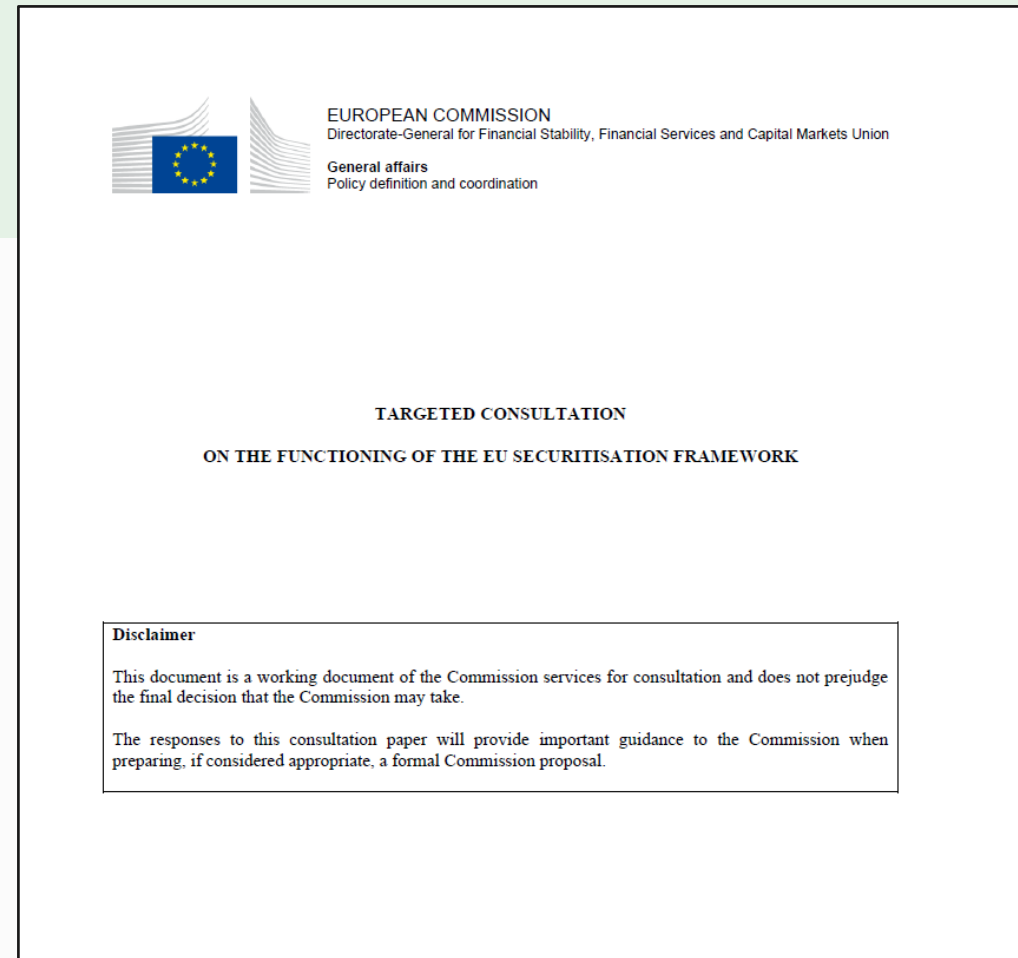 EUROPEAN COMMISSION
Directorate-General for Financial Stability, Financial Services and Capital Markets Union
General affairs
Policy definition and coordination
TARGETED CONSULTATION
ON THE FUNCTIONING OF THE EU SECURITISATION FRAMEWORK
Disclaimer
This document is a working document of the Commission services for consultation and does not prejudge
the final decision that the Commission may take.
The responses to this consultation paper will provide important guidance to the Commission when
preparing, if considered appropriate, a formal Commission proposal.